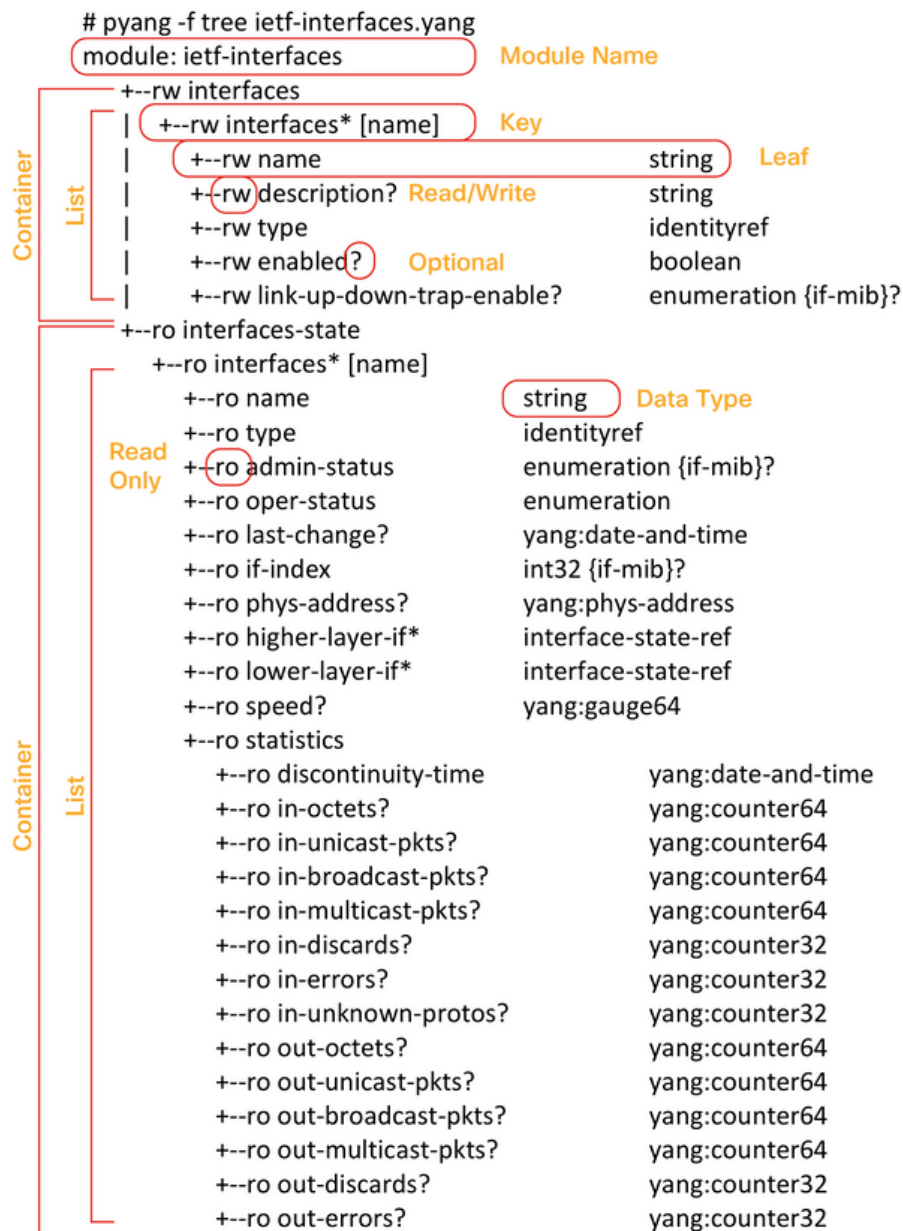 # pyang -f tree ietf-interfaces.yang
module: ietf-interfaces Module Name
+--rw interfaces
| +--rw interfaces* [name] Key
| +--rw name string Leaf
| +--rw description? Read/Write string
| +--rw type identityref
| +--rw enabled? Optional boolean
| +--rw link-up-down-trap-enable? enumeration {if-mib}?
Container
List
+--ro interfaces-state
+--ro interfaces* [name]
+--ro name string Data Type
+--ro type identityref
Read Only
+--ro admin-status enumeration {if-mib}?
+--ro oper-status enumeration
+--ro last-change? yang:date-and-time
+--ro if-index int32 {if-mib}?
+--ro phys-address? yang:phys-address
+--ro higher-layer-if* interface-state-ref
+--ro lower-layer-if* interface-state-ref
+--ro speed? yang:gauge64
+--ro statistics
+--ro discontinuity-time yang:date-and-time
+--ro in-octets? yang:counter64
+--ro in-unicast-pkts? yang:counter64
+--ro in-broadcast-pkts? yang:counter64
+--ro in-multicast-pkts? yang:counter64
+--ro in-discards? yang:counter32
+--ro in-errors? yang:counter32
+--ro in-unknown-protos? yang:counter32
+--ro out-octets? yang:counter64
+--ro out-unicast-pkts? yang:counter64
+--ro out-broadcast-pkts? yang:counter64
+--ro out-multicast-pkts? yang:counter64
+--ro out-discards? yang:counter32
+--ro out-errors? yang:counter32
Container
List